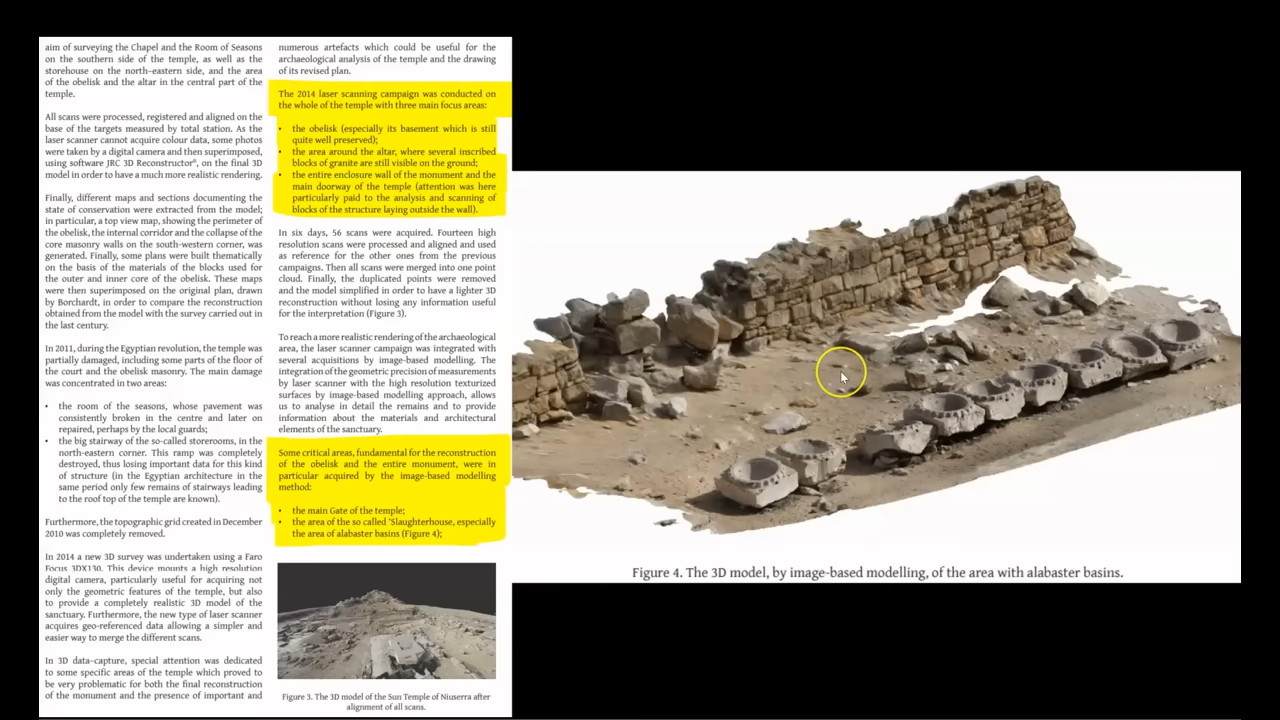 aim of surveying the Chapel and the Room of Seasons
on the southern side of the temple, as well as the
storehouse on the north–eastern side, and the area
of the obelisk and the altar in the central part of the
temple.
All scans were processed, registered and aligned on the
base of the targets measured by total station. As the
laser scanner cannot acquire colour data, some photos
were taken by a digital camera and then superimposed,
using software JRC 3D Reconstructor®, on the final 3D
model in order to have a much more realistic rendering.
Finally, different maps and sections documenting the
state of conservation were extracted from the model;
in particular, a top view map, showing the perimeter of
the obelisk, the internal corridor and the collapse of the
core masonry walls on the south-western corner, was
generated. Finally, some plans were built thematically
on the basis of the materials of the blocks used for
the outer and inner core of the obelisk. These maps
were then superimposed on the original plan, drawn
by Borchardt, in order to compare the reconstruction
obtained from the model with the survey carried out in
the last century.
In 2011, during the Egyptian revolution, the temple was
partially damaged, including some parts of the floor of
the court and the obelisk masonry. The main damage
was concentrated in two areas:
• the room of the seasons, whose pavement was
consistently broken in the centre and later on
repaired, perhaps by the local guards;
• the big stairway of the so-called storerooms, in the
north-eastern corner. This ramp was completely
destroyed, thus losing important data for this kind
of structure (in the Egyptian architecture in the
same period only few remains of stairways leading
to the roof top of the temple are known).
Furthermore, the topographic grid created in December
2010 was completely removed.
In 2014 a new 3D survey was undertaken using a Faro
Focus 3DX130. This device mounts a high resolution
digital camera, particularly useful for acquiring not
only the geometric features of the temple, but also
to provide a completely realistic 3D model of the
sanctuary. Furthermore, the new type of laser scanner
acquires geo-referenced data allowing a simpler and
easier way to merge the different scans.
In 3D data–capture, special attention was dedicated
to some specific areas of the temple which proved to
be very problematic for both the final reconstruction
of the monument and the presence of important and
numerous artefacts which could be useful for the
archaeological analysis of the temple and the drawing
of its revised plan.
The 2014 laser scanning campaign was conducted on
the whole of the temple with three main focus areas:
• the obelisk (especially its basement which is still
quite well preserved);
• the area around the altar, where several inscribed
blocks of granite are still visible on the ground;
• the entire enclosure wall of the monument and the
main doorway of the temple (attention was here
particularly paid to the analysis and scanning of
blocks of the structure laying outside the wall).
In six days, 56 scans were acquired. Fourteen high
resolution scans were processed and aligned and used
as reference for the other ones from the previous
campaigns. Then all scans were merged into one point
cloud. Finally, the duplicated points were removed
and the model simplified in order to have a lighter 3D
reconstruction without losing any information useful
for the interpretation (Figure 3).
To reach a more realistic rendering of the archaeological
area, the laser scanner campaign was integrated with
several acquisitions by image-based modelling. The
integration of the geometric precision of measurements
by laser scanner with the high resolution texturized
surfaces by image-based modelling approach, allows
us to analyse in detail the remains and to provide
information about the materials and architectural
elements of the sanctuary.
Some critical areas, fundamental for the reconstruction
of the obelisk and the entire monument, were in
particular acquired by the image-based modelling
method:
• the main Gate of the temple;
• the area of the so called 'Slaughterhouse, especially
the area of alabaster basins (Figure 4);
Figure 3. The 3D model of the Sun Temple of Niuserra after
alignment of all scans.
Figure 4. The 3D model, by image-based modelling, of the area with alabaster basins.